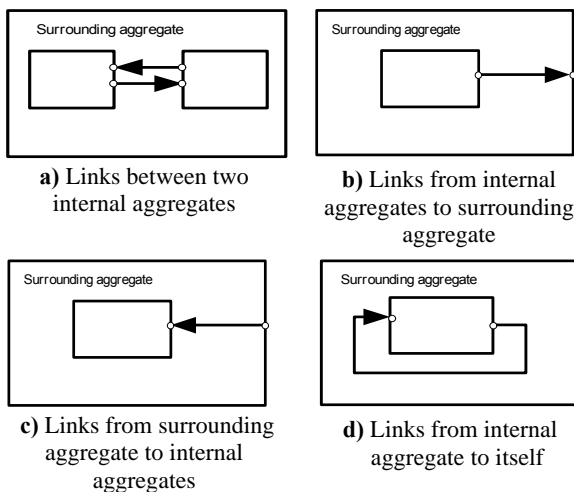 Surrounding aggregate
a) Links between two
internal aggregates
Surrounding aggregate
b) Links from internal
aggregates to surrounding
aggregate
Surrounding aggregate
c) Links from surrounding
aggregate to internal
aggregates
Surrounding aggregate
d) Links from internal
aggregate to itself